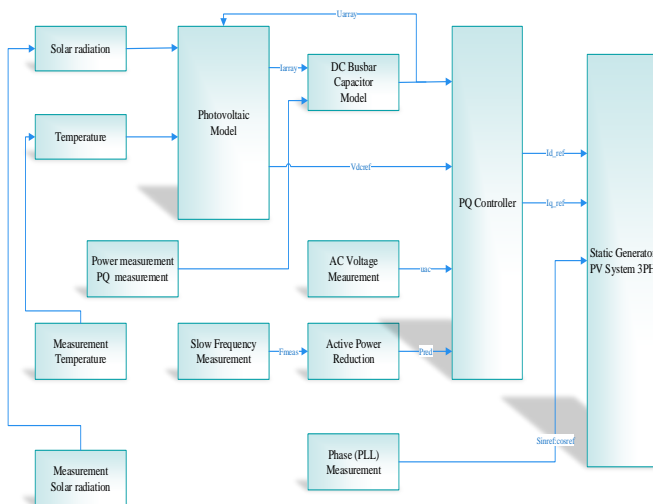 Uarray
Solar radiation
Iarray
DC Busbar
Capacitor
Model
Photovoltaic
Model
Temperature
Vdcref
Id_ref
PQ Controller
Iq_ref
Power measurement
PQ measurement
AC Voltage
Meaurement
uac
Static Generator
PV System 3PH
Measurement
Temperature
Slow Frequency
Measurement
Fmeas
Active Power
Reduction
Pred
Sinref:cosref
Phase (PLL)
Measurement
Measurement
Solar radiation